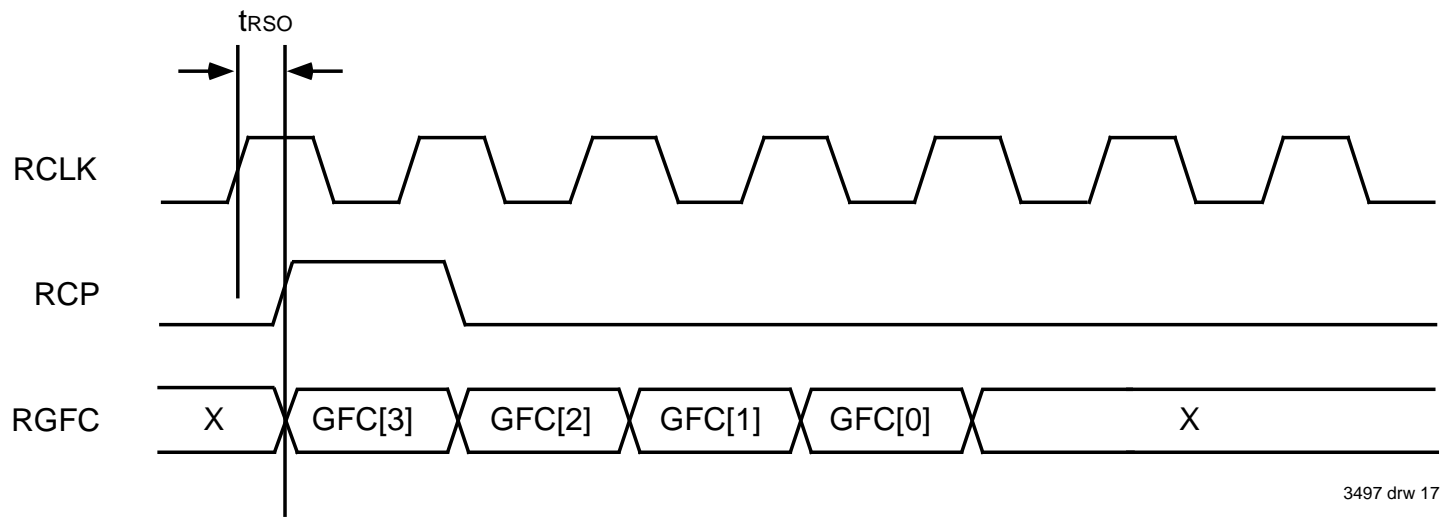 tRSO
RCLK
RCP
RGFC X GFC[3] GFC[2] GFC[1] GFC[0] X
3497 drw 17